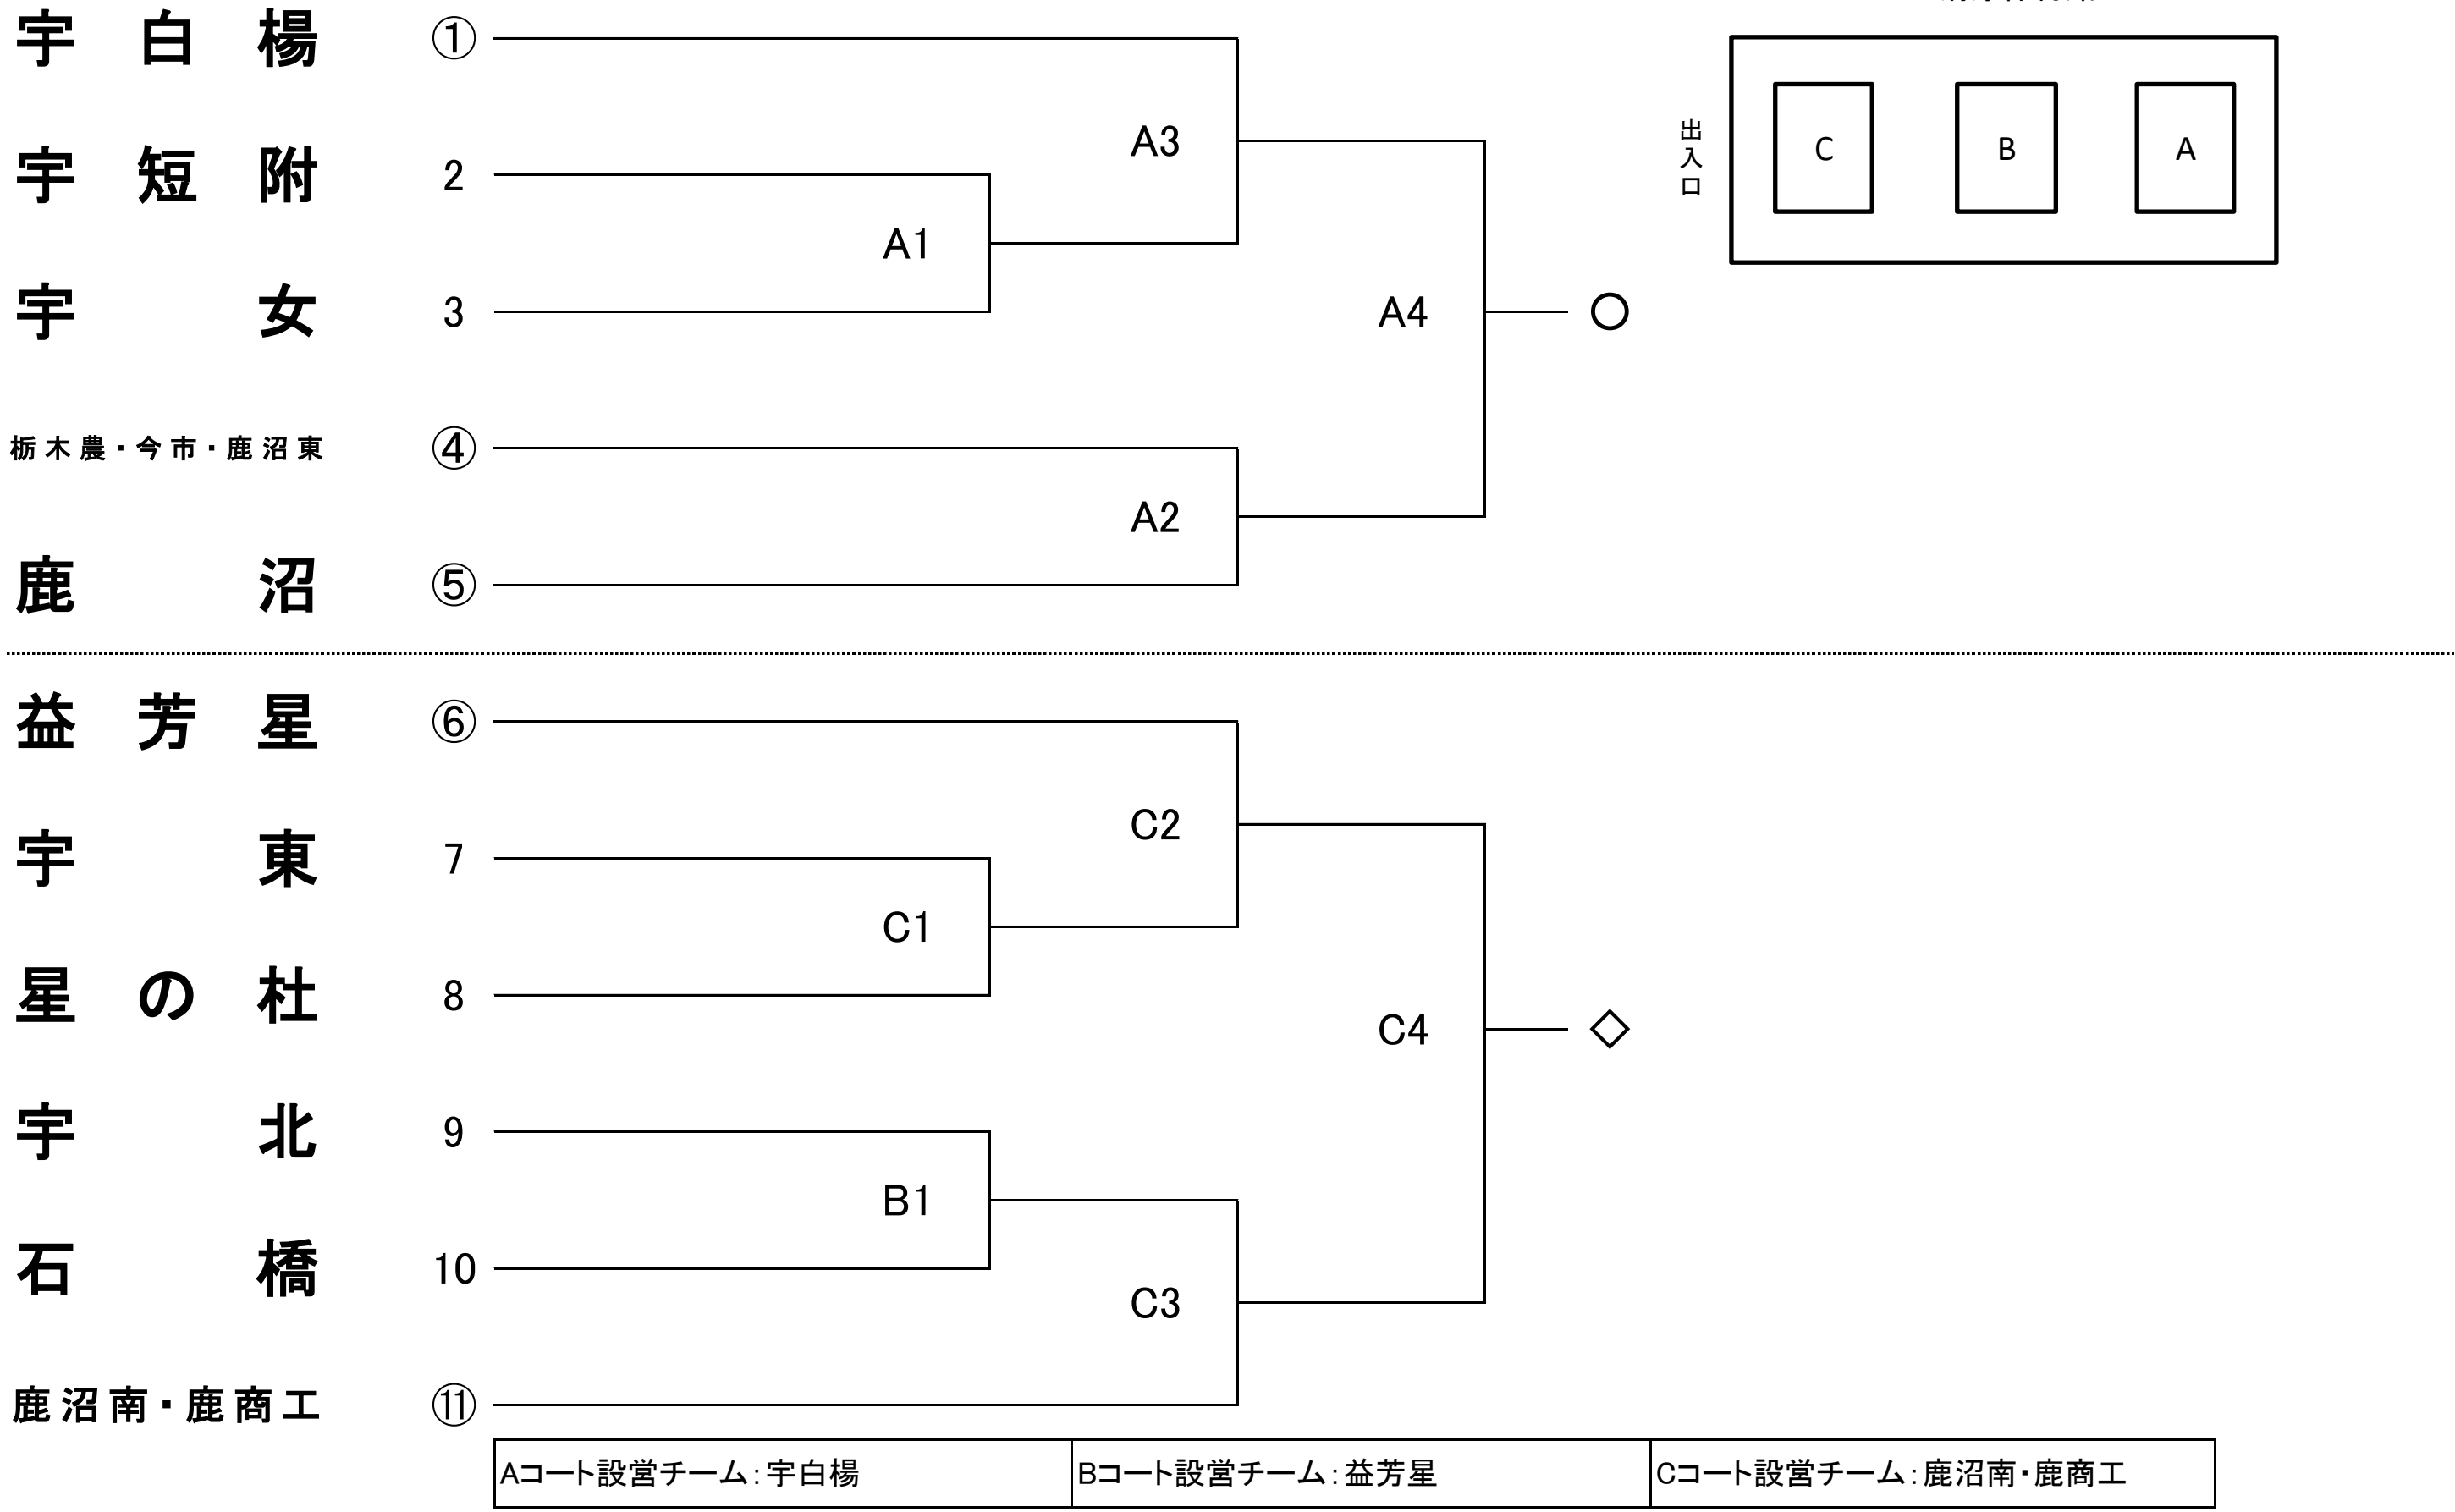 宇白楊 ①
A3
出入口
C B A
宇短附 2
A1
宇女 3
A4
栃木農・今市・鹿沼東 ④
A2
鹿沼 ⑤
益芳星 ⑥
C2
宇東 7
C1
星の杜 8
C4
宇北 9
B1
石橋 10
C3
鹿沼南・鹿商工 ⑪
Aコート設営チーム：宇白楊 Bコート設営チーム：益芳星 Cコート設営チーム：鹿沼南・鹿商工